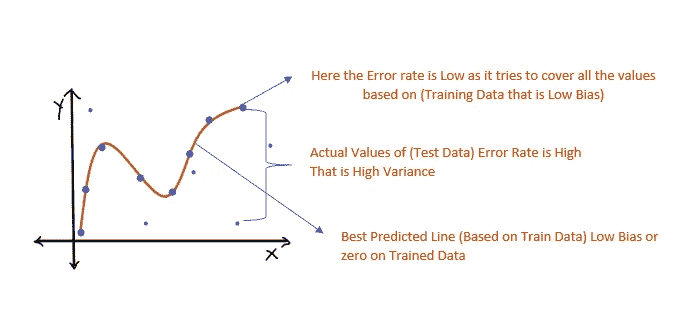 Here the Error rate is Low as it tries to cover all the values
based on (Training Data that is Low Bias)
Y
Actual Values of (Test Data) Error Rate is High
That is High Variance
Best Predicted Line (Based on Train Data) Low Bias or
zero on Trained Data
X